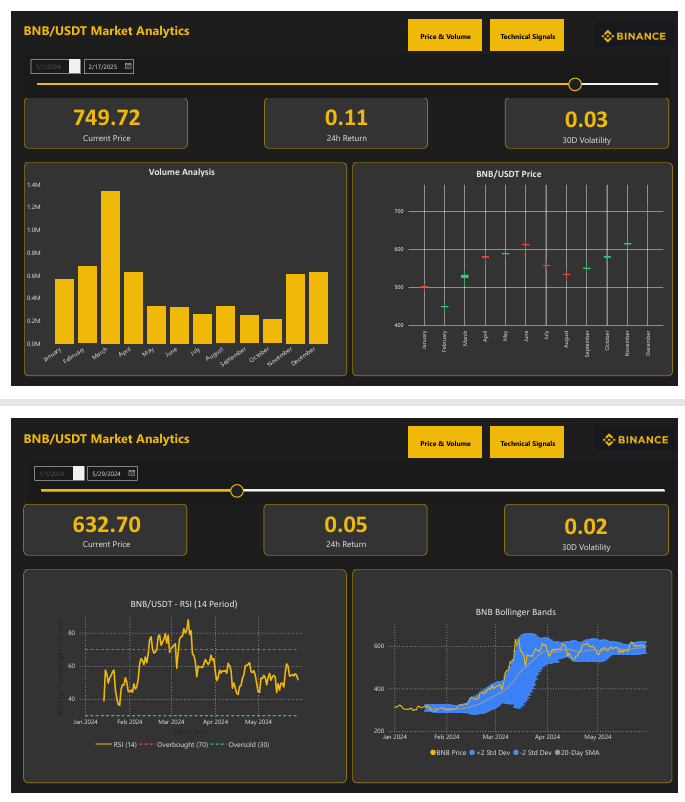 BNB/USDT Market Analytics
Price & Volume
Technical Signals
BINANCE
1/1/2024
2/17/2025
749.72
Current Price
0.11
24h Return
0.03
30D Volatility
Volume Analysis
1.4M
1.2M
1.0M
0.8M
0.6M
0.4M
0.2M
0.0M
January
February
March
April
May
June
July
August
September
October
November
December
BNB/USDT Price
700
600
500
400
January
February
March
April
May
June
July
August
September
October
November
December
BNB/USDT Market Analytics
Price & Volume
Technical Signals
BINANCE
1/1/2024
5/29/2024
632.70
Current Price
0.05
24h Return
0.02
30D Volatility
BNB/USDT - RSI (14 Period)
80
60
40
Jan 2024
Feb 2024
Mar 2024
Apr 2024
May 2024
RSI (14)
Overbought (70)
Oversold (30)
BNB Bollinger Bands
600
400
200
Jan 2024
Feb 2024
Mar 2024
Apr 2024
May 2024
BNB Price
+2 Std Dev
-2 Std Dev
20-Day SMA